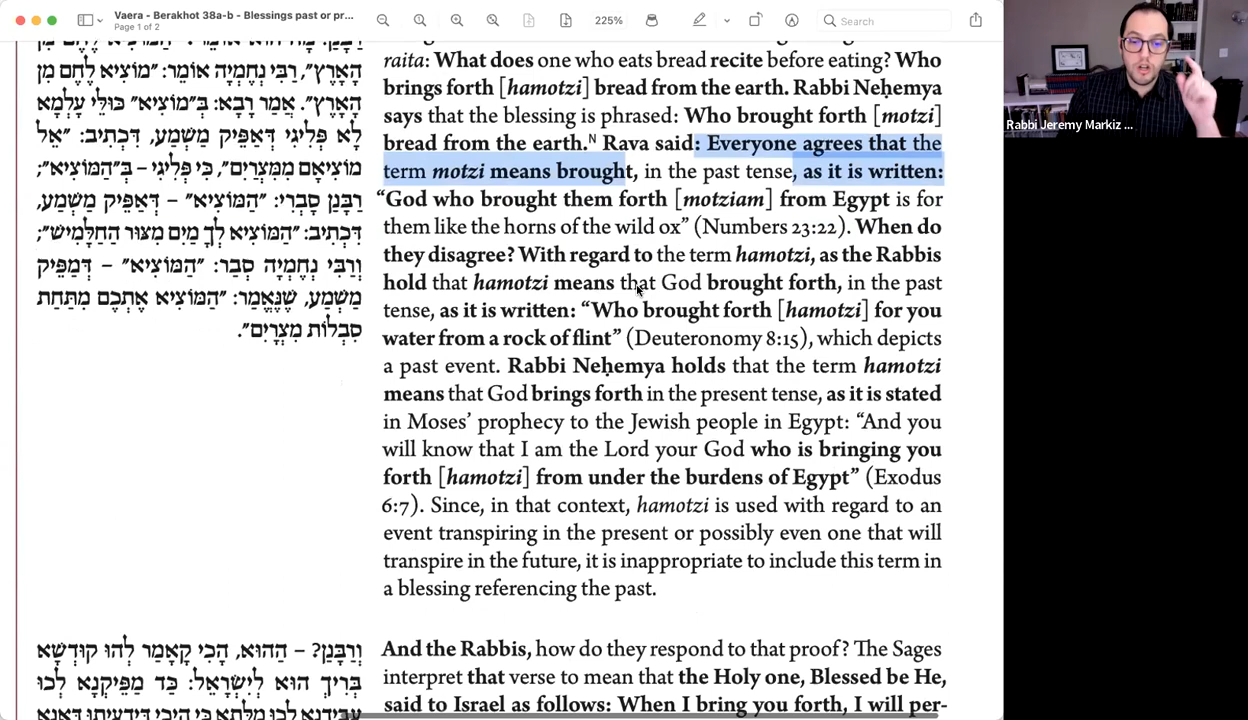 Vaera - Berakhot 38a-b - Blessings past or pr...
Page 1 of 2
225%
Search
Rabbi Jeremy Markiz ...
הָאָרֶץ״, רַבִּי נְחֶמְיָה אוֹמֵר: ״מוֹצִיא לֶחֶם מִן
הָאָרֶץ״. אֲמַר רָבָא: בְּ״מוֹצִיא״ כּוּלֵּי עָלְמָא
לָא פְּלִיגִי דְּאַפֵּיק מַשְׁמַע, דִּכְתִיב: ״אֵל
מוֹצִיאָם מִמִּצְרַיִם״, כִּי פְּלִיגִי – בְּ״הַמּוֹצִיא״;
רַבָּנַן סָבְרִי: ״הַמּוֹצִיא״ – דְּאַפֵּיק מַשְׁמַע,
דִּכְתִיב: ״הַמּוֹצִיא לְךָ מַיִם מִצּוּר הַחַלָּמִישׁ״;
וְרַבִּי נְחֶמְיָה סָבַר: ״הַמּוֹצִיא״ – דְּמַפֵּיק
מַשְׁמַע, שֶׁנֶּאֱמַר: ״הַמּוֹצִיא אֶתְכֶם מִתַּחַת
סִבְלוֹת מִצְרָיִם״.
raita: What does one who eats bread recite before eating? Who
brings forth [hamotzi] bread from the earth. Rabbi Neḥemya
says that the blessing is phrased: Who brought forth [motzi]
bread from the earth.N Rava said: Everyone agrees that the
term motzi means brought, in the past tense, as it is written:
“God who brought them forth [motziam] from Egypt is for
them like the horns of the wild ox” (Numbers 23:22). When do
they disagree? With regard to the term hamotzi, as the Rabbis
hold that hamotzi means that God brought forth, in the past
tense, as it is written: “Who brought forth [hamotzi] for you
water from a rock of flint” (Deuteronomy 8:15), which depicts
a past event. Rabbi Neḥemya holds that the term hamotzi
means that God brings forth in the present tense, as it is stated
in Moses’ prophecy to the Jewish people in Egypt: “And you
will know that I am the Lord your God who is bringing you
forth [hamotzi] from under the burdens of Egypt” (Exodus
6:7). Since, in that context, hamotzi is used with regard to an
event transpiring in the present or possibly even one that will
transpire in the future, it is inappropriate to include this term in
a blessing referencing the past.
וְרַבָּנַן? – הַהוּא, הָכִי קָאָמַר לְהוּ קוּדְשָׁא
בְּרִיךְ הוּא לְיִשְׂרָאֵל: כַּד מַפֵּיקְנָא לְכוּ
And the Rabbis, how do they respond to that proof? The Sages
interpret that verse to mean that the Holy one, Blessed be He,
said to Israel as follows: When I bring you forth, I will per-